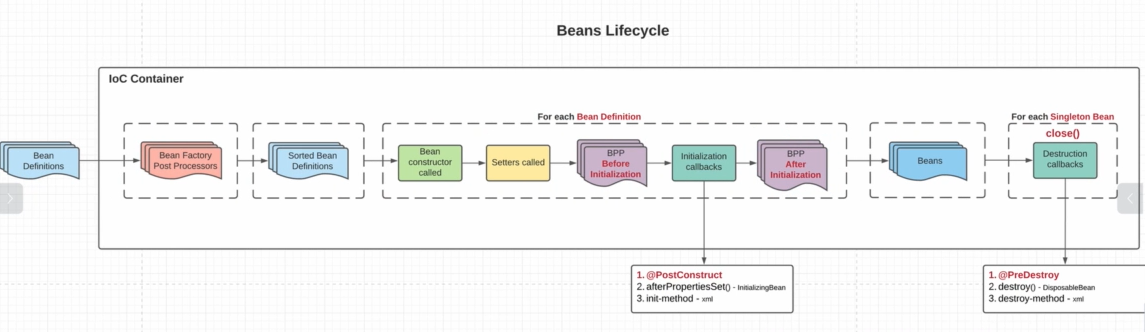 Beans Lifecycle
IoC Container
For each Bean Definition
For each Singleton Bean
close()
Bean
Definitions
Bean Factory
Post Processors
Sorted Bean
Definitions
Bean
constructor
called
Setters called
BPP
Before
Initialization
Initialization
callbacks
BPP
After
Initialization
Beans
Destruction
callbacks
1. @PostConstruct
2. afterPropertiesSet() - InitializingBean
3. init-method - xml
1. @PreDestroy
2. destroy() - DisposableBean
3. destroy-method - xml